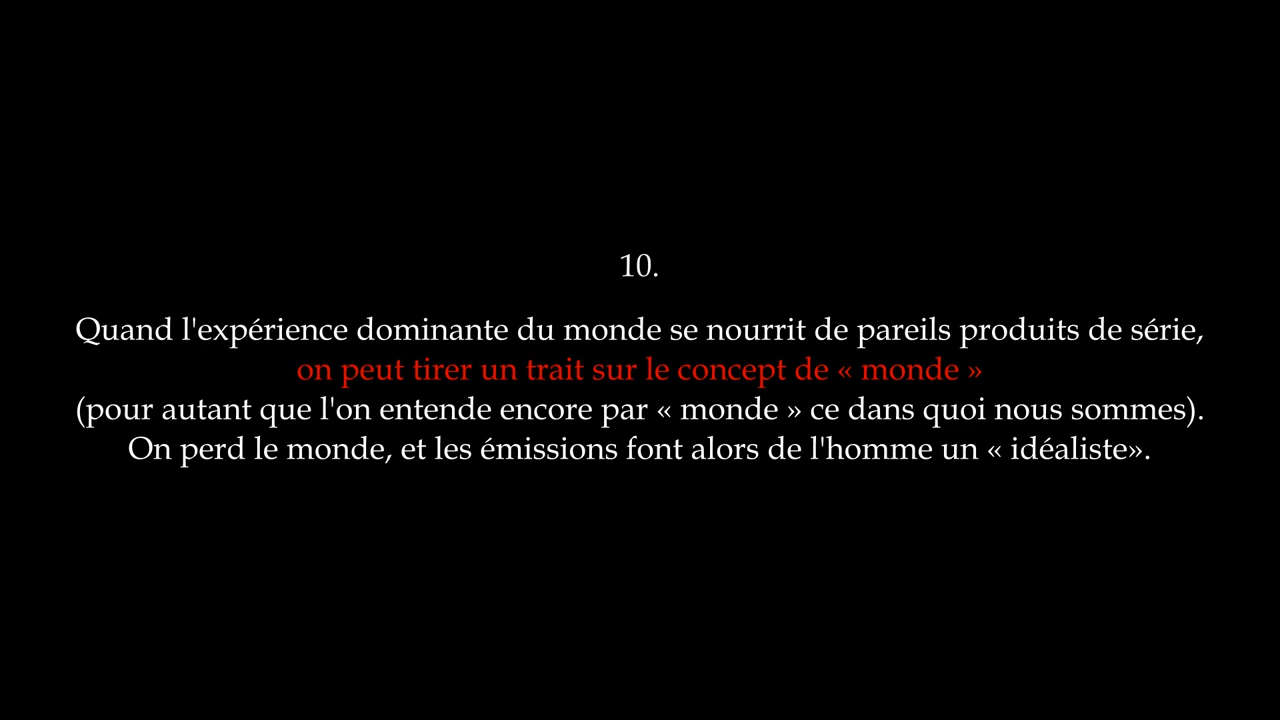 10.
Quand l'expérience dominante du monde se nourrit de pareils produits de série,
on peut tirer un trait sur le concept de « monde »
(pour autant que l'on entende encore par « monde » ce dans quoi nous sommes).
On perd le monde, et les émissions font alors de l'homme un « idéaliste».